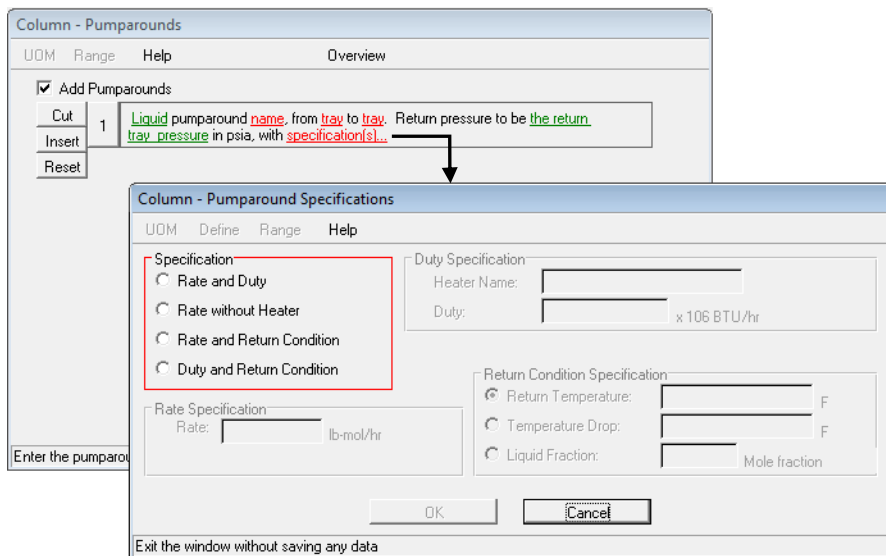 Column - Pumparounds
UOM Range Help Overview
Add Pumparounds
Cut
Insert
Reset
1
Liquid pumparound name, from tray to tray. Return pressure to be the return
tray pressure in psia, with specification(s)...
Column - Pumparound Specifications
UOM Define Range Help
Specification
Rate and Duty
Rate without Heater
Rate and Return Condition
Duty and Return Condition
Duty Specification
Heater Name:
Duty: x 106 BTU/hr
Rate Specification
Rate: lb-mol/hr
Return Condition Specification
Return Temperature: F
Temperature Drop: F
Liquid Fraction: Mole fraction
OK Cancel
Enter the pumparou
Exit the window without saving any data